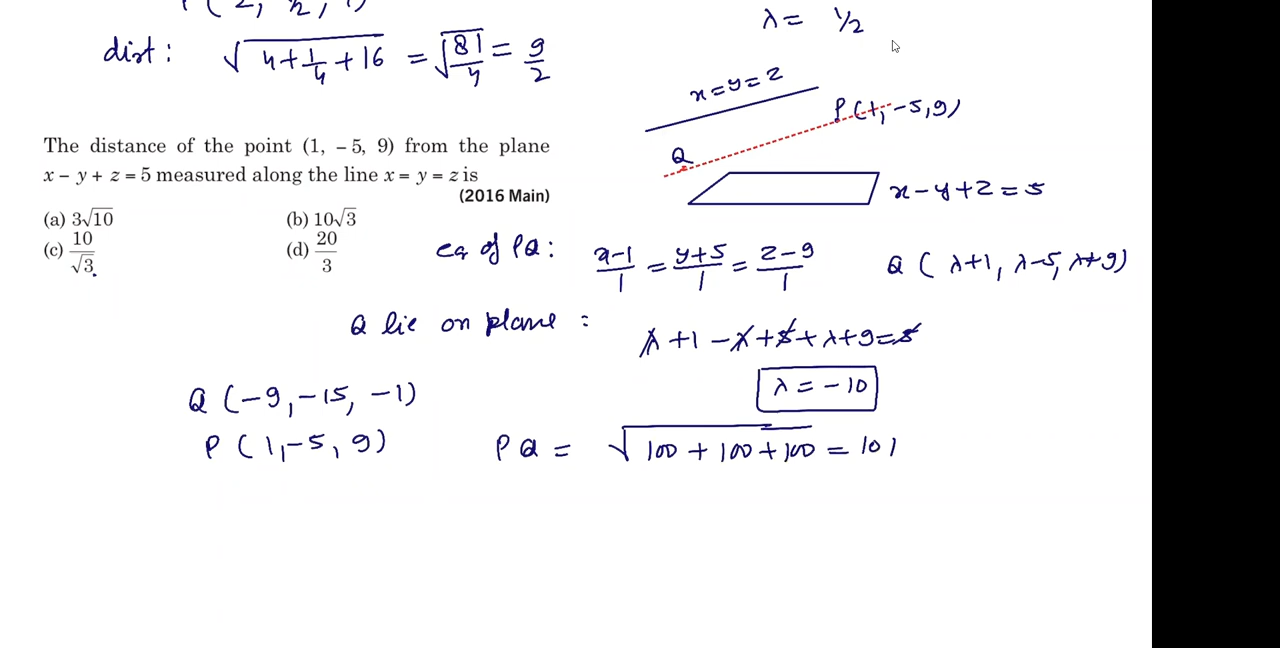 λ = 1/2
dist : √(4 + 1/4 + 16) = √(81/4) = 9/2
x = y = z
P(1, -5, 9)
The distance of the point (1, – 5, 9) from the plane
x – y + z = 5 measured along the line x = y = z is
(2016 Main)
Q
x - y + z = 5
(a) 3√10
(b) 10√3
(c) 10/√3
(d) 20/3
eq of PQ : (x-1)/1 = (y+5)/1 = (z-9)/1
Q ( λ+1, λ-5, λ+9)
Q lie on plane :
λ + 1 - λ + 5 + λ + 9 = 5
λ = -10
Q (-9, -15, -1)
P (1, -5, 9)
PQ = √(100 + 100 + 100) = 10